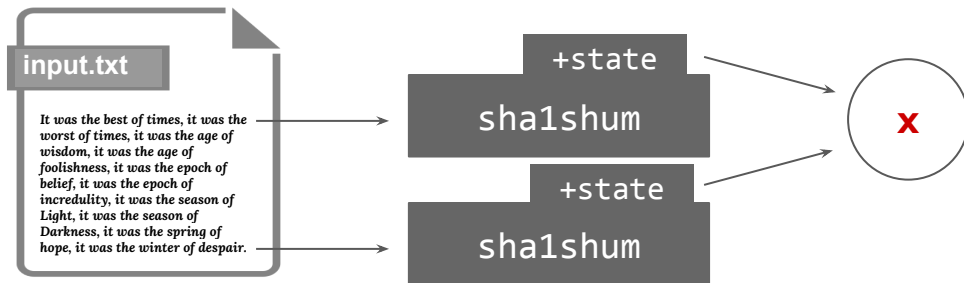 input.txt
It was the best of times, it was the
worst of times, it was the age of
wisdom, it was the age of
foolishness, it was the epoch of
belief, it was the epoch of
incredulity, it was the season of
Light, it was the season of
Darkness, it was the spring of
hope, it was the winter of despair.
+state
sha1shum
+state
sha1shum
x